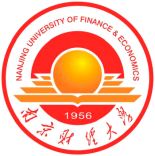 NANJING UNIVERSITY OF FINANCE & ECONOMICS
1956
南京财经大学